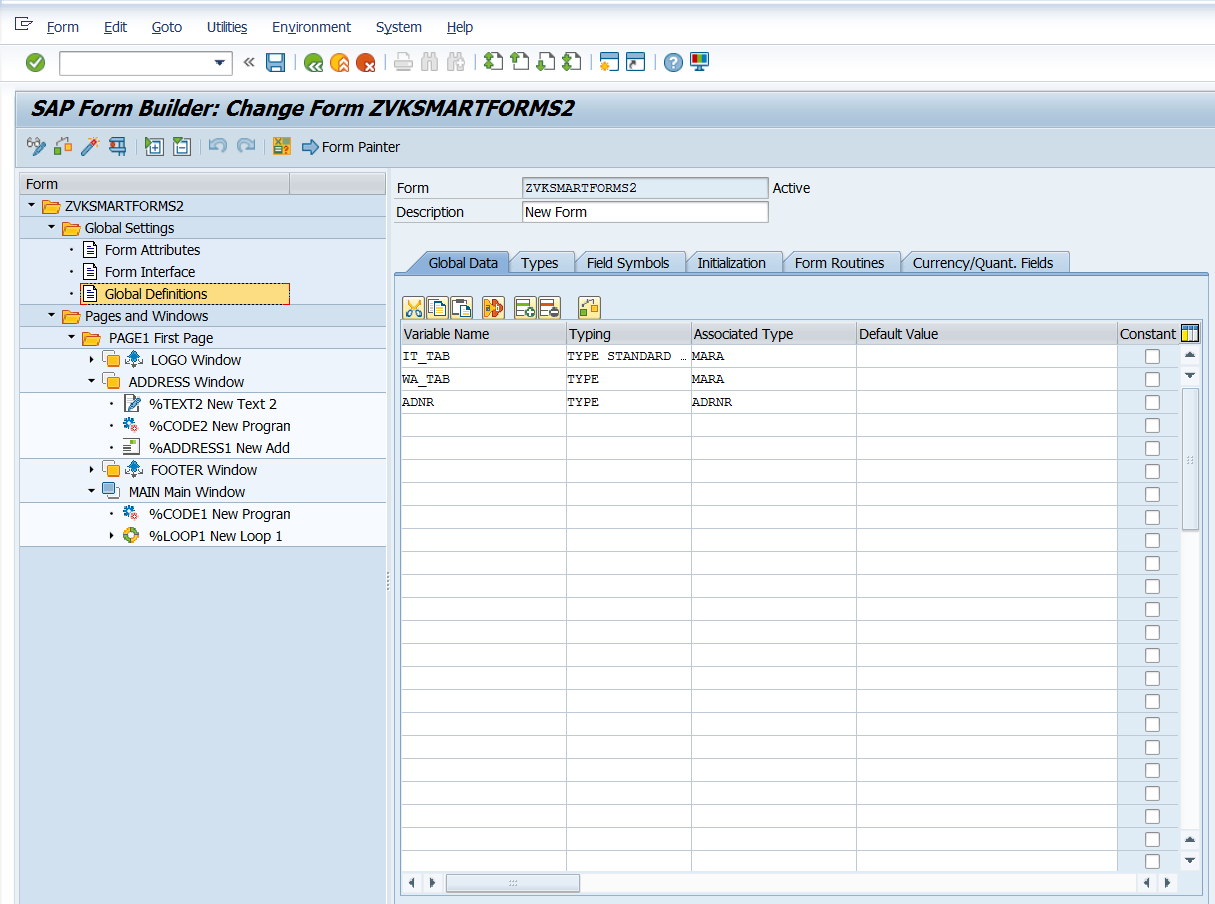 Form Edit Goto Utilities Environment System Help
SAP Form Builder: Change Form ZVKSMARTFORMS2
Form Painter
Form
ZVKSMARTFORMS2
Global Settings
Form Attributes
Form Interface
Global Definitions
Pages and Windows
PAGE1 First Page
LOGO Window
ADDRESS Window
%TEXT2 New Text 2
%CODE2 New Progran
%ADDRESS1 New Add
FOOTER Window
MAIN Main Window
%CODE1 New Progran
%LOOP1 New Loop 1
Form ZVKSMARTFORMS2 Active
Description New Form
Global Data Types Field Symbols Initialization Form Routines Currency/Quant. Fields
Variable Name Typing Associated Type Default Value Constant
IT_TAB TYPE STANDARD … MARA
WA_TAB TYPE MARA
ADNR TYPE ADRNR